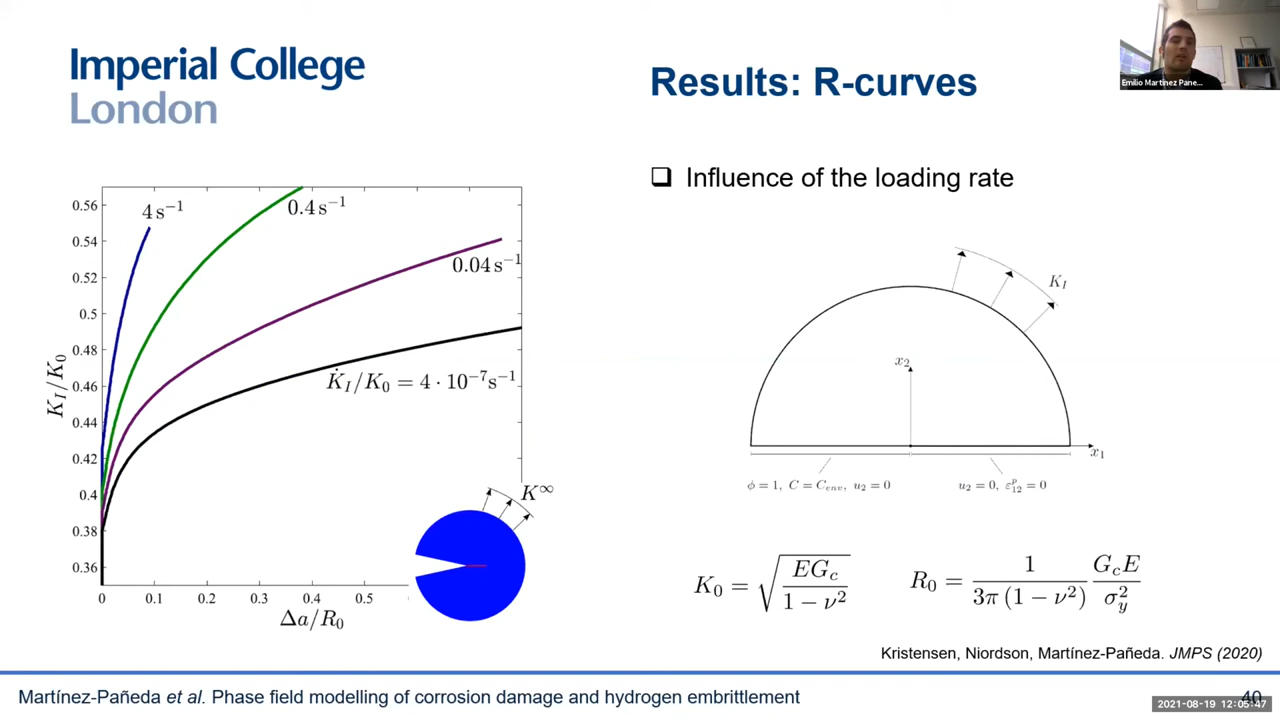 Imperial College
London
Results: R-curves
Emilio Martínez Pane...
❑ Influence of the loading rate
K_I/K_0
0.56
0.54
0.52
0.5
0.48
0.46
0.44
0.42
0.4
0.38
0.36
4 s⁻¹
0.4 s⁻¹
0.04 s⁻¹
K̇_I/K_0 = 4 · 10⁻⁷s⁻¹
K^∞
0 0.1 0.2 0.3 0.4 0.5
Δa/R_0
K_I
x_2
x_1
ϕ = 1, C = C_env, u_2 = 0
u_2 = 0, ε^p_12 = 0
K_0 = √(EG_c / (1 − ν²))
R_0 = 1 / (3π (1 − ν²)) G_cE / σ_y²
Kristensen, Niordson, Martínez-Pañeda. JMPS (2020)
Martínez-Pañeda et al. Phase field modelling of corrosion damage and hydrogen embrittlement
40
2021-08-19 12:05:47